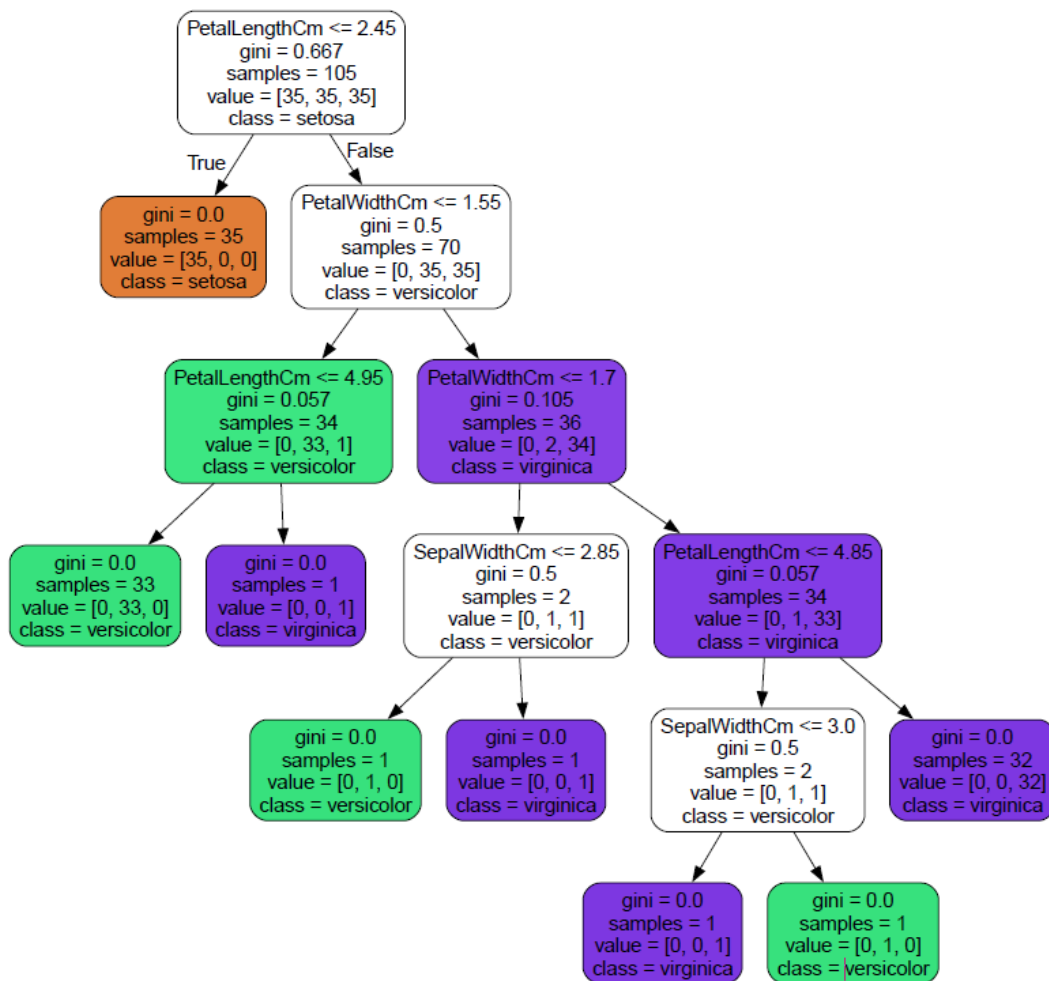 PetalLengthCm <= 2.45
gini = 0.667
samples = 105
value = [35, 35, 35]
class = setosa
True
False
gini = 0.0
samples = 35
value = [35, 0, 0]
class = setosa
PetalWidthCm <= 1.55
gini = 0.5
samples = 70
value = [0, 35, 35]
class = versicolor
PetalLengthCm <= 4.95
gini = 0.057
samples = 34
value = [0, 33, 1]
class = versicolor
PetalWidthCm <= 1.7
gini = 0.105
samples = 36
value = [0, 2, 34]
class = virginica
gini = 0.0
samples = 33
value = [0, 33, 0]
class = versicolor
gini = 0.0
samples = 1
value = [0, 0, 1]
class = virginica
SepalWidthCm <= 2.85
gini = 0.5
samples = 2
value = [0, 1, 1]
class = versicolor
PetalLengthCm <= 4.85
gini = 0.057
samples = 34
value = [0, 1, 33]
class = virginica
gini = 0.0
samples = 1
value = [0, 1, 0]
class = versicolor
gini = 0.0
samples = 1
value = [0, 0, 1]
class = virginica
SepalWidthCm <= 3.0
gini = 0.5
samples = 2
value = [0, 1, 1]
class = versicolor
gini = 0.0
samples = 32
value = [0, 0, 32]
class = virginica
gini = 0.0
samples = 1
value = [0, 0, 1]
class = virginica
gini = 0.0
samples = 1
value = [0, 1, 0]
class = versicolor